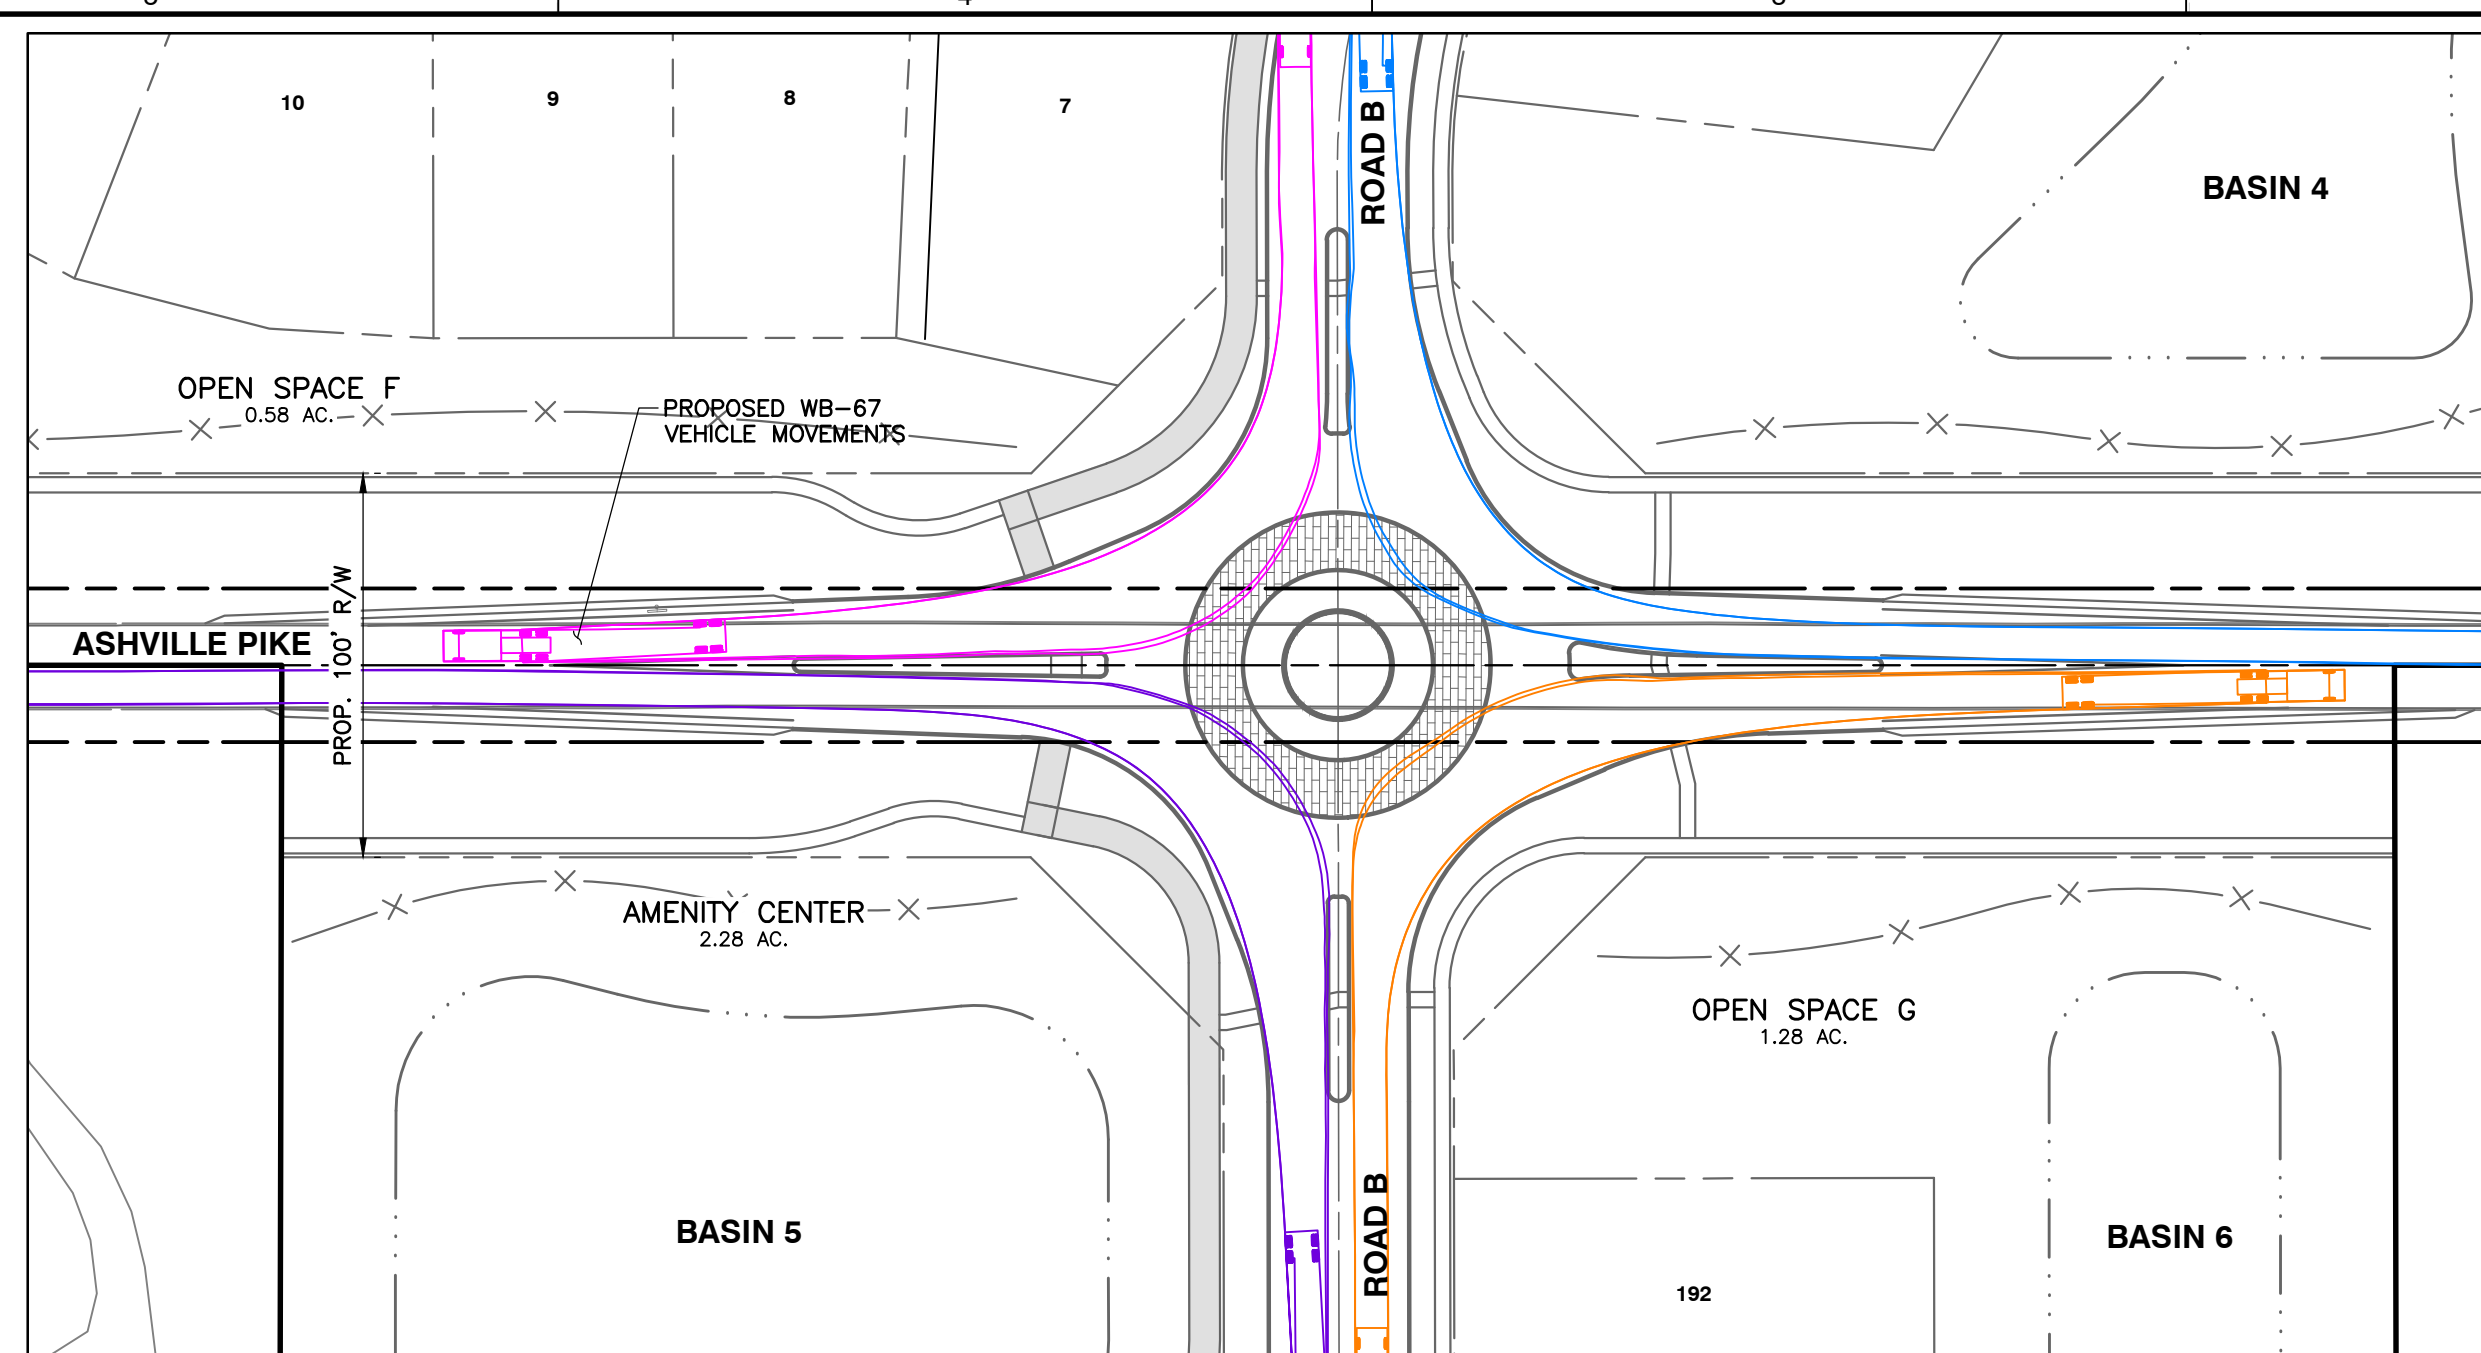 10
9
8
7
ROAD B
BASIN 4
OPEN SPACE F
0.58 AC.
PROPOSED WB-67
VEHICLE MOVEMENTS
ASHVILLE PIKE
PROP. 100' R/W
AMENITY CENTER
2.28 AC.
OPEN SPACE G
1.28 AC.
BASIN 5
ROAD B
BASIN 6
192